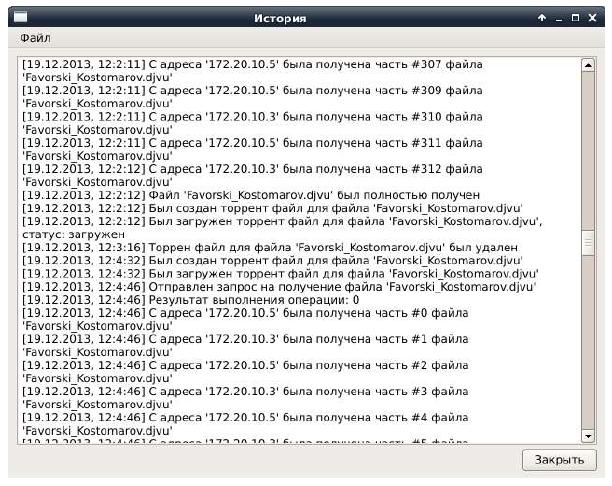 История
Файл
[19.12.2013, 12:2:11] С адреса '172.20.10.5' была получена часть #307 файла
'Favorski_Kostomarov.djvu'
[19.12.2013, 12:2:11] С адреса '172.20.10.5' была получена часть #309 файла
'Favorski_Kostomarov.djvu'
[19.12.2013, 12:2:11] С адреса '172.20.10.3' была получена часть #310 файла
'Favorski_Kostomarov.djvu'
[19.12.2013, 12:2:11] С адреса '172.20.10.5' была получена часть #311 файла
'Favorski_Kostomarov.djvu'
[19.12.2013, 12:2:12] С адреса '172.20.10.3' была получена часть #312 файла
'Favorski_Kostomarov.djvu'
[19.12.2013, 12:2:12] Файл 'Favorski_Kostomarov.djvu' был полностью получен
[19.12.2013, 12:2:12] Был создан торрент файл для файла 'Favorski_Kostomarov.djvu'
[19.12.2013, 12:2:12] Был загружен торрент файл для файла 'Favorski_Kostomarov.djvu',
статус: загружен
[19.12.2013, 12:3:16] Торрен файл для файла 'Favorski_Kostomarov.djvu' был удален
[19.12.2013, 12:4:32] Был создан торрент файл для файла 'Favorski_Kostomarov.djvu'
[19.12.2013, 12:4:32] Был загружен торрент файл для файла 'Favorski_Kostomarov.djvu'
[19.12.2013, 12:4:46] Отправлен запрос на получение файла 'Favorski_Kostomarov.djvu'
[19.12.2013, 12:4:46] Результат выполнения операции: 0
[19.12.2013, 12:4:46] С адреса '172.20.10.5' была получена часть #0 файла
'Favorski_Kostomarov.djvu'
[19.12.2013, 12:4:46] С адреса '172.20.10.3' была получена часть #1 файла
'Favorski_Kostomarov.djvu'
[19.12.2013, 12:4:46] С адреса '172.20.10.5' была получена часть #2 файла
'Favorski_Kostomarov.djvu'
[19.12.2013, 12:4:46] С адреса '172.20.10.3' была получена часть #3 файла
'Favorski_Kostomarov.djvu'
[19.12.2013, 12:4:46] С адреса '172.20.10.5' была получена часть #4 файла
'Favorski_Kostomarov.djvu'
[19.12.2013, 12:4:46] С адреса '172.20.10.3' была получена часть #5 файла
Закрыть